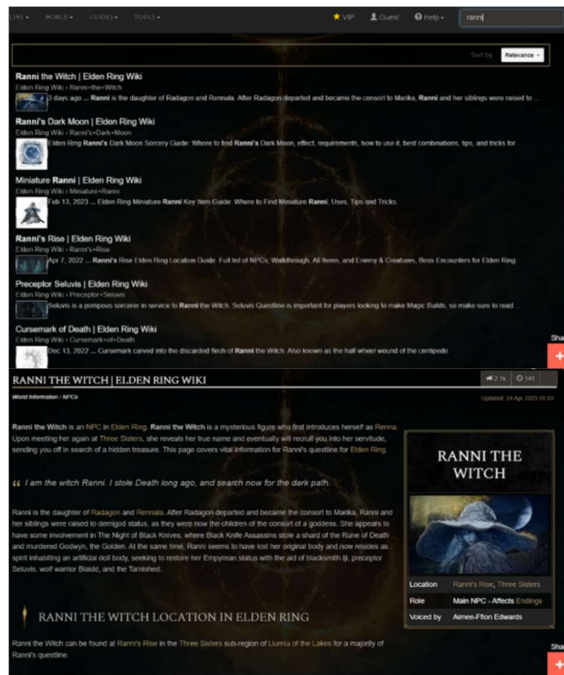 LINE WORLD GUIDES TOOLS VIP Guest Help ranni
Sort by: Relevance
Ranni the Witch | Elden Ring Wiki
Elden Ring Wiki › Ranni+the+Witch
3 days ago ... Ranni is the daughter of Radagon and Rennala. After Radagon departed and became the consort to Marika, Ranni and her siblings were raised to ...
Ranni's Dark Moon | Elden Ring Wiki
Elden Ring Wiki › Ranni's+Dark+Moon
Elden Ring Ranni's Dark Moon Sorcery Guide: Where to find Ranni's Dark Moon, effect, requirements, how to use it, best combinations, tips, and tricks for ...
Miniature Ranni | Elden Ring Wiki
Elden Ring Wiki › Miniature+Ranni
Feb 13, 2023 ... Elden Ring Miniature Ranni Key Item Guide: Where to Find Miniature Ranni, Uses, Tips and Tricks.
Ranni's Rise | Elden Ring Wiki
Elden Ring Wiki › Ranni's+Rise
Apr 7, 2022 ... Ranni's Rise Elden Ring Location Guide: Full list of NPCs, Walkthrough, All Items, and Enemy & Creatures, Boss Encounters for Elden Ring.
Preceptor Seluvis | Elden Ring Wiki
Elden Ring Wiki › Preceptor+Seluvis
Seluvis is a pompous sorcerer in service to Ranni the Witch. Seluvis Questline is important for players looking to make Magic Builds, so make sure to read ...
Cursemark of Death | Elden Ring Wiki
Elden Ring Wiki › Cursemark+of+Death
Dec 13, 2022 ... Cursemark carved into the discarded flesh of Ranni the Witch. Also known as the half-wheel wound of the centipede.
Sha
+
RANNI THE WITCH | ELDEN RING WIKI 2.1k 141
World Information / NPCs Updated: 24 Apr 2023
Ranni the Witch is an NPC in Elden Ring. Ranni the Witch is a mysterious figure who first introduces herself as Renna.
Upon meeting her again at Three Sisters, she reveals her true name and eventually will recruit you into her servitude,
sending you off in search of a hidden treasure. This page covers vital information for Ranni's questline for Elden Ring.
RANNI THE
WITCH
I am the witch Ranni. I stole Death long ago, and search now for the dark path.
Ranni is the daughter of Radagon and Rennala. After Radagon departed and became the consort to Marika, Ranni and
her siblings were raised to demigod status, as they were now the children of the consort of a goddess. She appears to
have some involvement in The Night of Black Knives, where Black Knife Assassins stole a shard of the Rune of Death
and murdered Godwyn, the Golden. At the same time, Ranni seems to have lost her original body and now resides as
spirit inhabiting an artificial doll body, seeking to restore her Empyrean status with the aid of blacksmith Iji, preceptor
Seluvis, wolf warrior Blaidd, and the Tarnished.
Location Ranni's Rise, Three Sisters
Role Main NPC - Affects Endings
Voiced by Aimee-Ffion Edwards
RANNI THE WITCH LOCATION IN ELDEN RING
Ranni the Witch can be found at Ranni's Rise in the Three Sisters sub-region of Liurnia of the Lakes for a majority of
Ranni's questline.
Sha
+